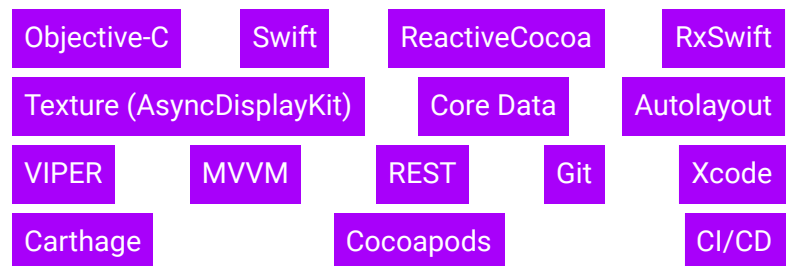 Objective-C Swift ReactiveCocoa RxSwift
Texture (AsyncDisplayKit) Core Data Autolayout
VIPER MVVM REST Git Xcode
Carthage Cocoapods CI/CD